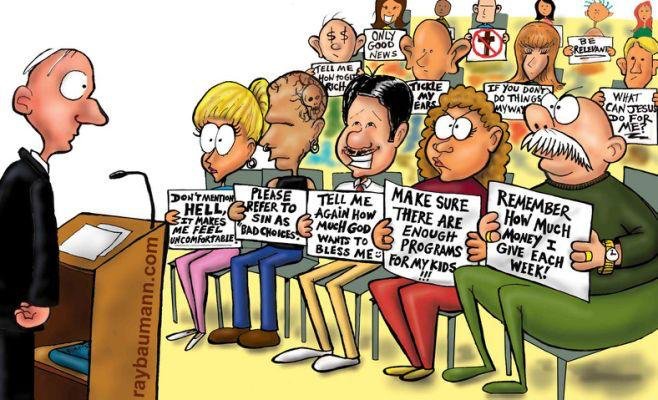 ONLY
GOOD
NEWS
BE
RELEVANT
TELL ME
HOW TO GET
RICH
TICKLE
MY
EARS
IF YOU DON'T
DO THINGS
MY WAY
WHAT
CAN JESUS
DO FOR
ME?
DON'T MENTION
HELL,
IT MAKES
ME FEEL
UNCOMFORTABLE
PLEASE
REFER TO
SIN AS
"BAD CHOICES."
TELL ME
AGAIN HOW
MUCH GOD
WANTS TO
BLESS ME
MAKE SURE
THERE ARE
ENOUGH
PROGRAMS
FOR MY KIDS
!!!
REMEMBER
HOW MUCH
MONEY I
GIVE EACH
WEEK!
raybaumann.com